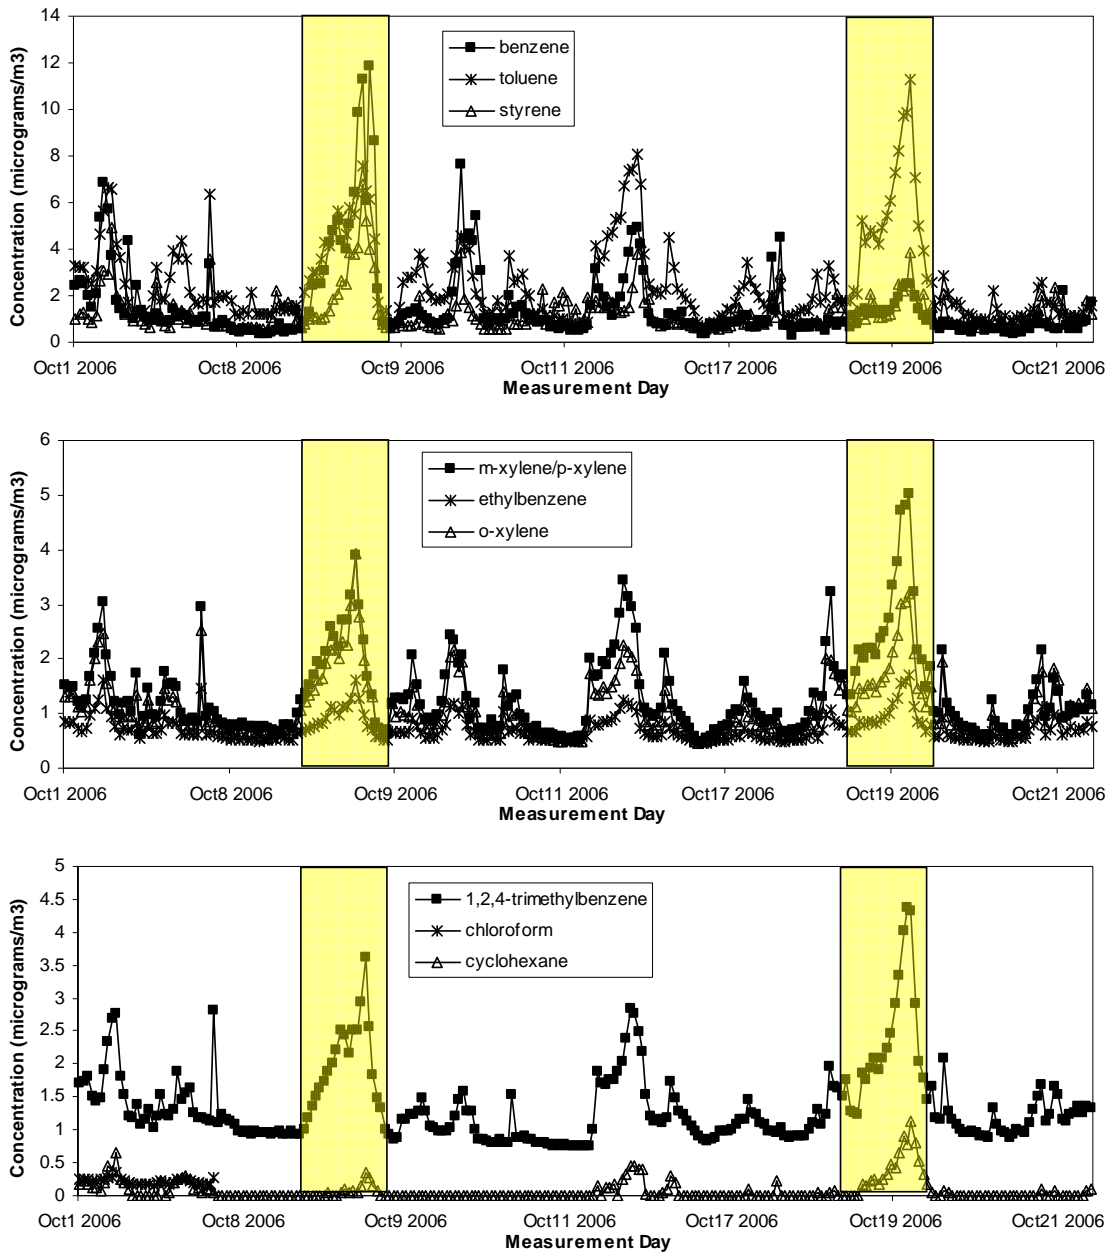 14
12
10
8
6
4
2
0
Concentration (micrograms/m3)
benzene
toluene
styrene
Oct1 2006 Oct8 2006 Oct9 2006 Oct11 2006 Oct17 2006 Oct19 2006 Oct21 2006
Measurement Day
6
5
4
3
2
1
0
Concentration (micrograms/m3)
m-xylene/p-xylene
ethylbenzene
o-xylene
Oct1 2006 Oct8 2006 Oct9 2006 Oct11 2006 Oct17 2006 Oct19 2006 Oct21 2006
Measurement Day
5
4.5
4
3.5
3
2.5
2
1.5
1
0.5
0
Concentration (micrograms/m3)
1,2,4-trimethylbenzene
chloroform
cyclohexane
Oct1 2006 Oct8 2006 Oct9 2006 Oct11 2006 Oct17 2006 Oct19 2006 Oct21 2006
Measurement Day